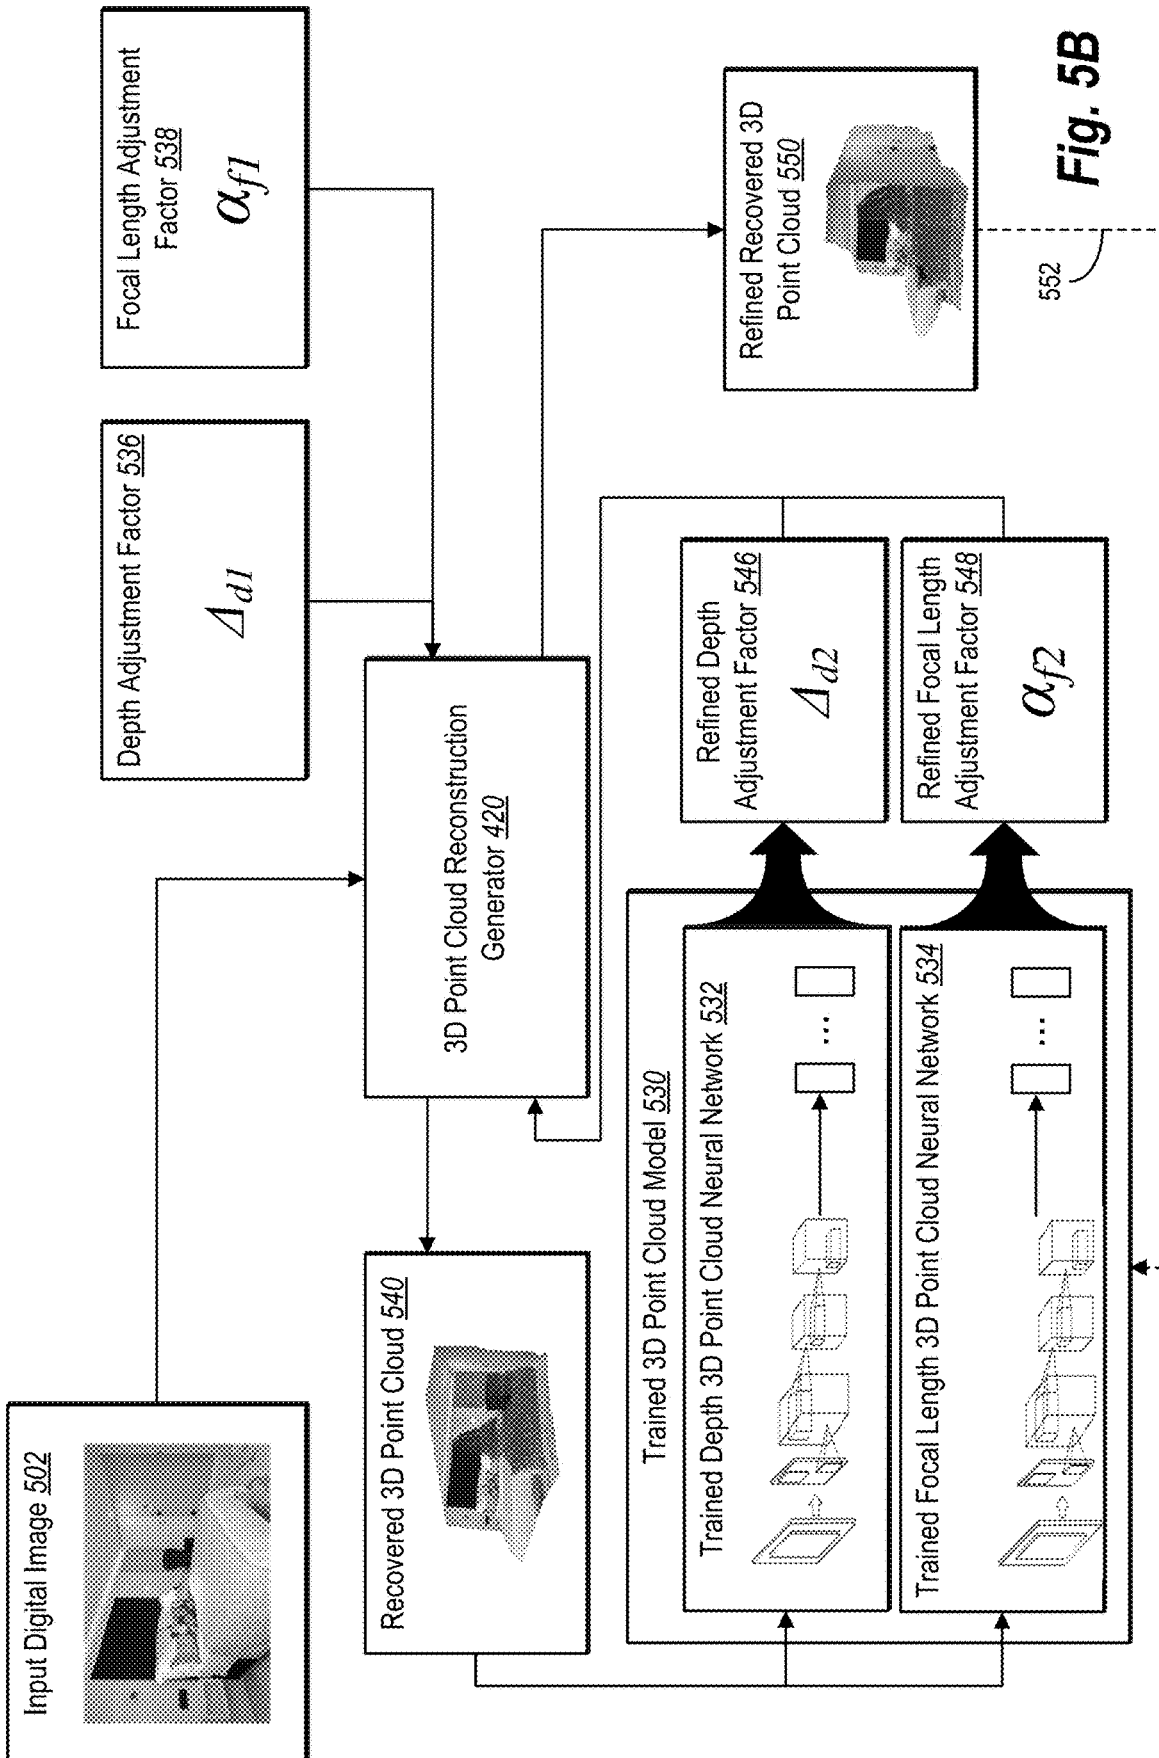 Input Digital Image 502
Depth Adjustment Factor 536
Δd1
Focal Length Adjustment
Factor 538
αf1
Recovered 3D Point Cloud 540
3D Point Cloud Reconstruction
Generator 420
Trained 3D Point Cloud Model 530
Trained Depth 3D Point Cloud Neural Network 532
...
Trained Focal Length 3D Point Cloud Neural Network 534
...
Refined Depth
Adjustment Factor 546
Δd2
Refined Focal Length
Adjustment Factor 548
αf2
Refined Recovered 3D
Point Cloud 550
552
Fig. 5B